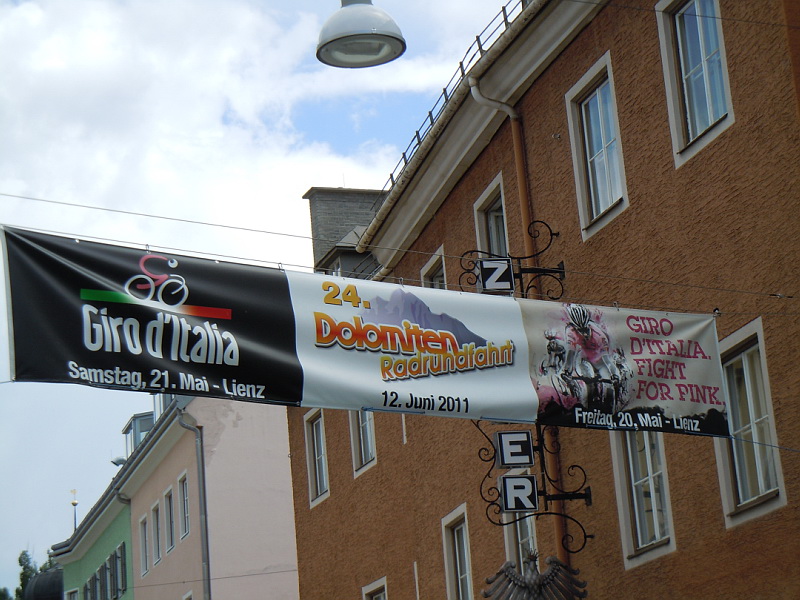 Giro d'Italia
Samstag, 21. Mai - Lienz
24.
Dolomiten
Radrundfahrt
12. Juni 2011
GIRO
D'ITALIA.
FIGHT
FOR PINK.
Freitag, 20. Mai - Lienz
Z
E
R